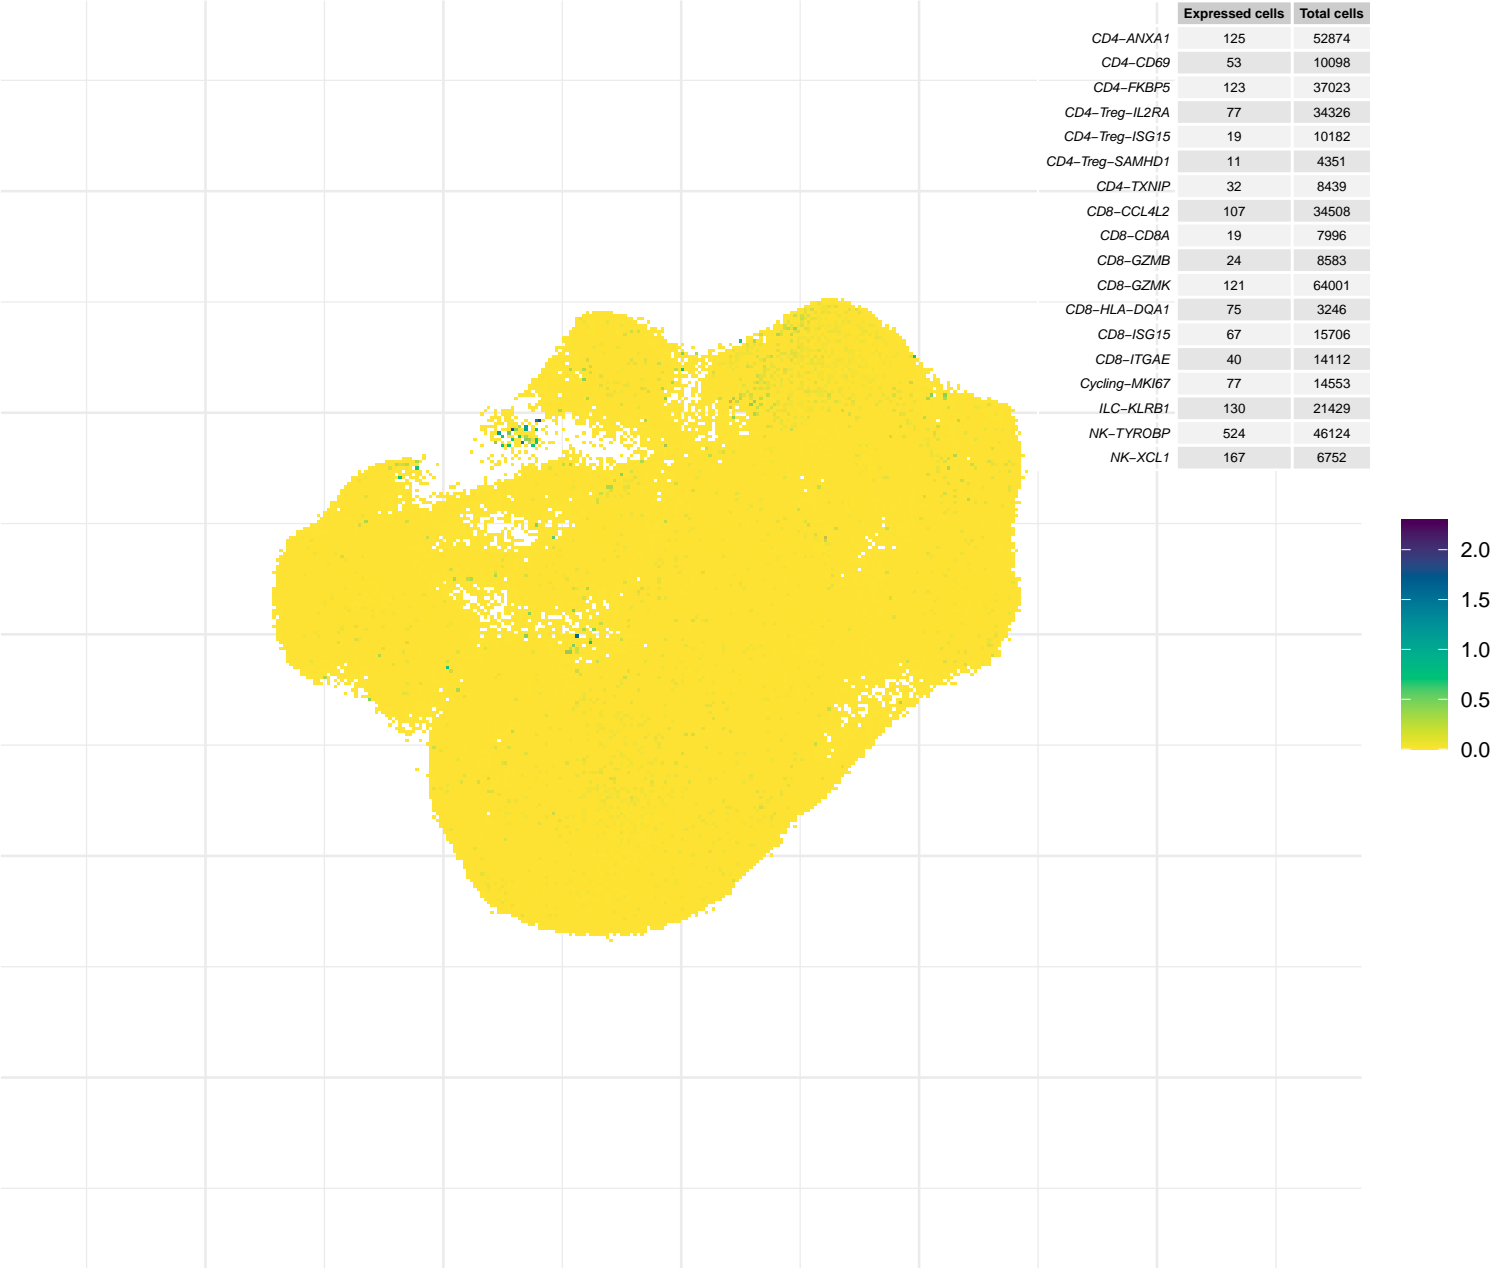 Expressed cells Total cells
CD4−ANXA1 125 52874
CD4−CD69 53 10098
CD4−FKBP5 123 37023
CD4−Treg−IL2RA 77 34326
CD4−Treg−ISG15 19 10182
CD4−Treg−SAMHD1 11 4351
CD4−TXNIP 32 8439
CD8−CCL4L2 107 34508
CD8−CD8A 19 7996
CD8−GZMB 24 8583
CD8−GZMK 121 64001
CD8−HLA−DQA1 75 3246
CD8−ISG15 67 15706
CD8−ITGAE 40 14112
Cycling−MKI67 77 14553
ILC−KLRB1 130 21429
NK−TYROBP 524 46124
NK−XCL1 167 6752
2.0
1.5
1.0
0.5
0.0